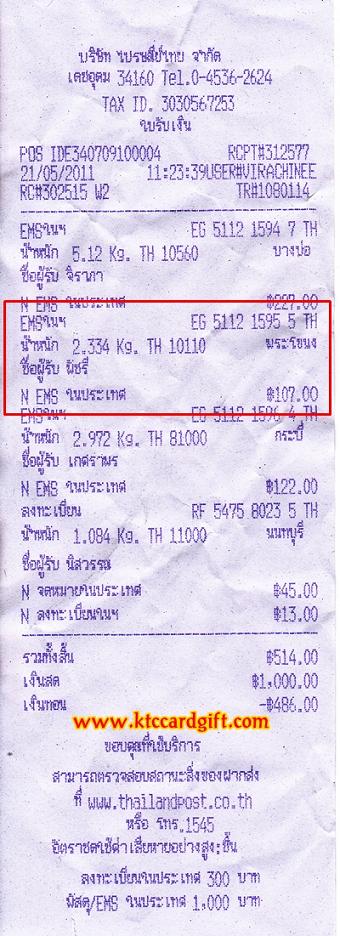 บริษัท ไปรษณีย์ไทย จำกัด
เดชอุดม 34160 Tel.0-4536-2624
TAX ID. 3030567253
ใบรับเงิน
POS IDE340709100004 RCPT#312577
21/05/2011 11:23:39USER#VIRACHINEE
RC#302515 W2 TR#1080114
EMSในฯ EG 5112 1594 7 TH
น้ำหนัก 5.12 Kg. TH 10560 บางบ่อ
ชื่อผู้รับ จิราภา
N EMS ในประเทศ ฿227.00
EMSในฯ EG 5112 1595 5 TH
น้ำหนัก 2.334 Kg. TH 10110 พระโขนง
ชื่อผู้รับ พัชรี
N EMS ในประเทศ ฿107.00
EMSในฯ EG 5112 1596 4 TH
น้ำหนัก 2.972 Kg. TH 81000 กระบี่
ชื่อผู้รับ เกศราพร
N EMS ในประเทศ ฿122.00
ลงทะเบียน RF 5475 8023 5 TH
น้ำหนัก 1.084 Kg. TH 11000 นนทบุรี
ชื่อผู้รับ นิสวรรณ
N จดหมายในประเทศ ฿45.00
N ลงทะเบียนในฯ ฿13.00
รวมทั้งสิ้น ฿514.00
เงินสด ฿1,000.00
เงินทอน -฿486.00
www.ktccardgift.com
ขอบคุณที่ใช้บริการ
สามารถตรวจสอบสถานะสิ่งของฝากส่ง
ที่ www.thailandpost.co.th
หรือ โทร.1545
อัตราชดใช้ค่าเสียหายอย่างสูง:ชิ้น
ลงทะเบียนในประเทศ 300 บาท
พัสดุ/EMS ในประเทศ 1,000 บาท